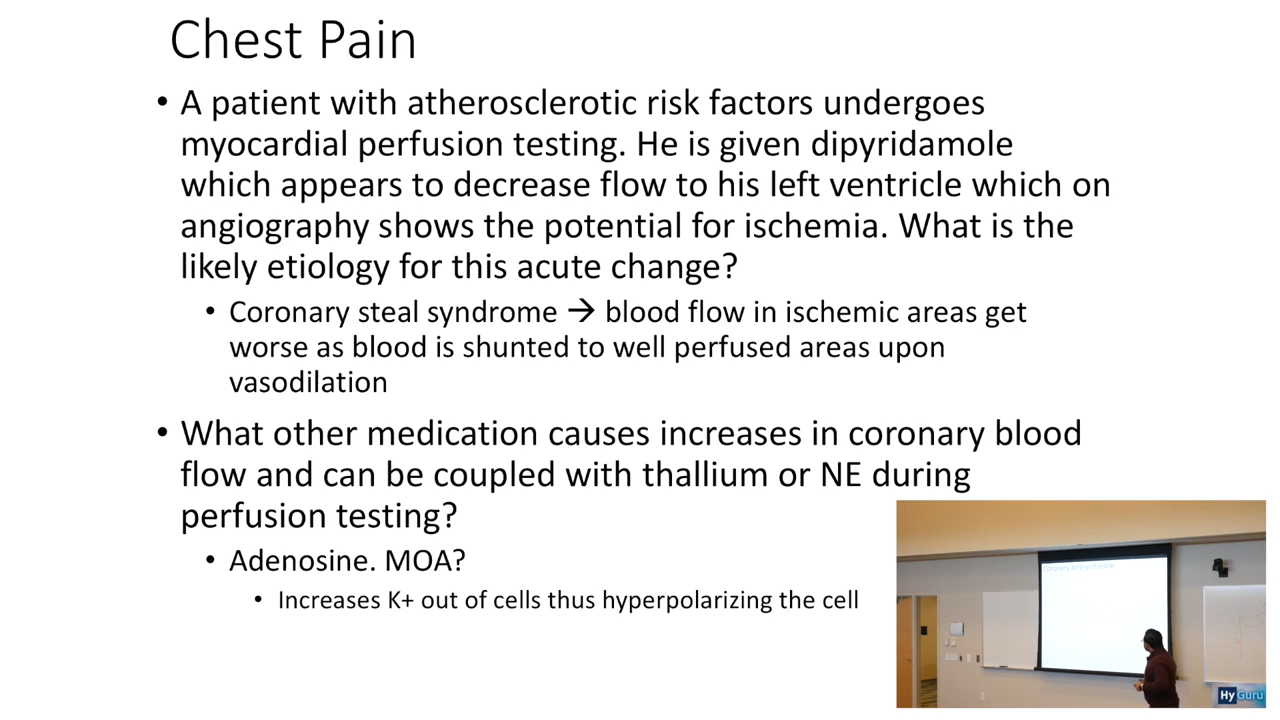 Chest Pain
• A patient with atherosclerotic risk factors undergoes
myocardial perfusion testing. He is given dipyridamole
which appears to decrease flow to his left ventricle which on
angiography shows the potential for ischemia. What is the
likely etiology for this acute change?
• Coronary steal syndrome → blood flow in ischemic areas get
worse as blood is shunted to well perfused areas upon
vasodilation
• What other medication causes increases in coronary blood
flow and can be coupled with thallium or NE during
perfusion testing?
• Adenosine. MOA?
• Increases K+ out of cells thus hyperpolarizing the cell
Coronary artery disease
Hy Guru